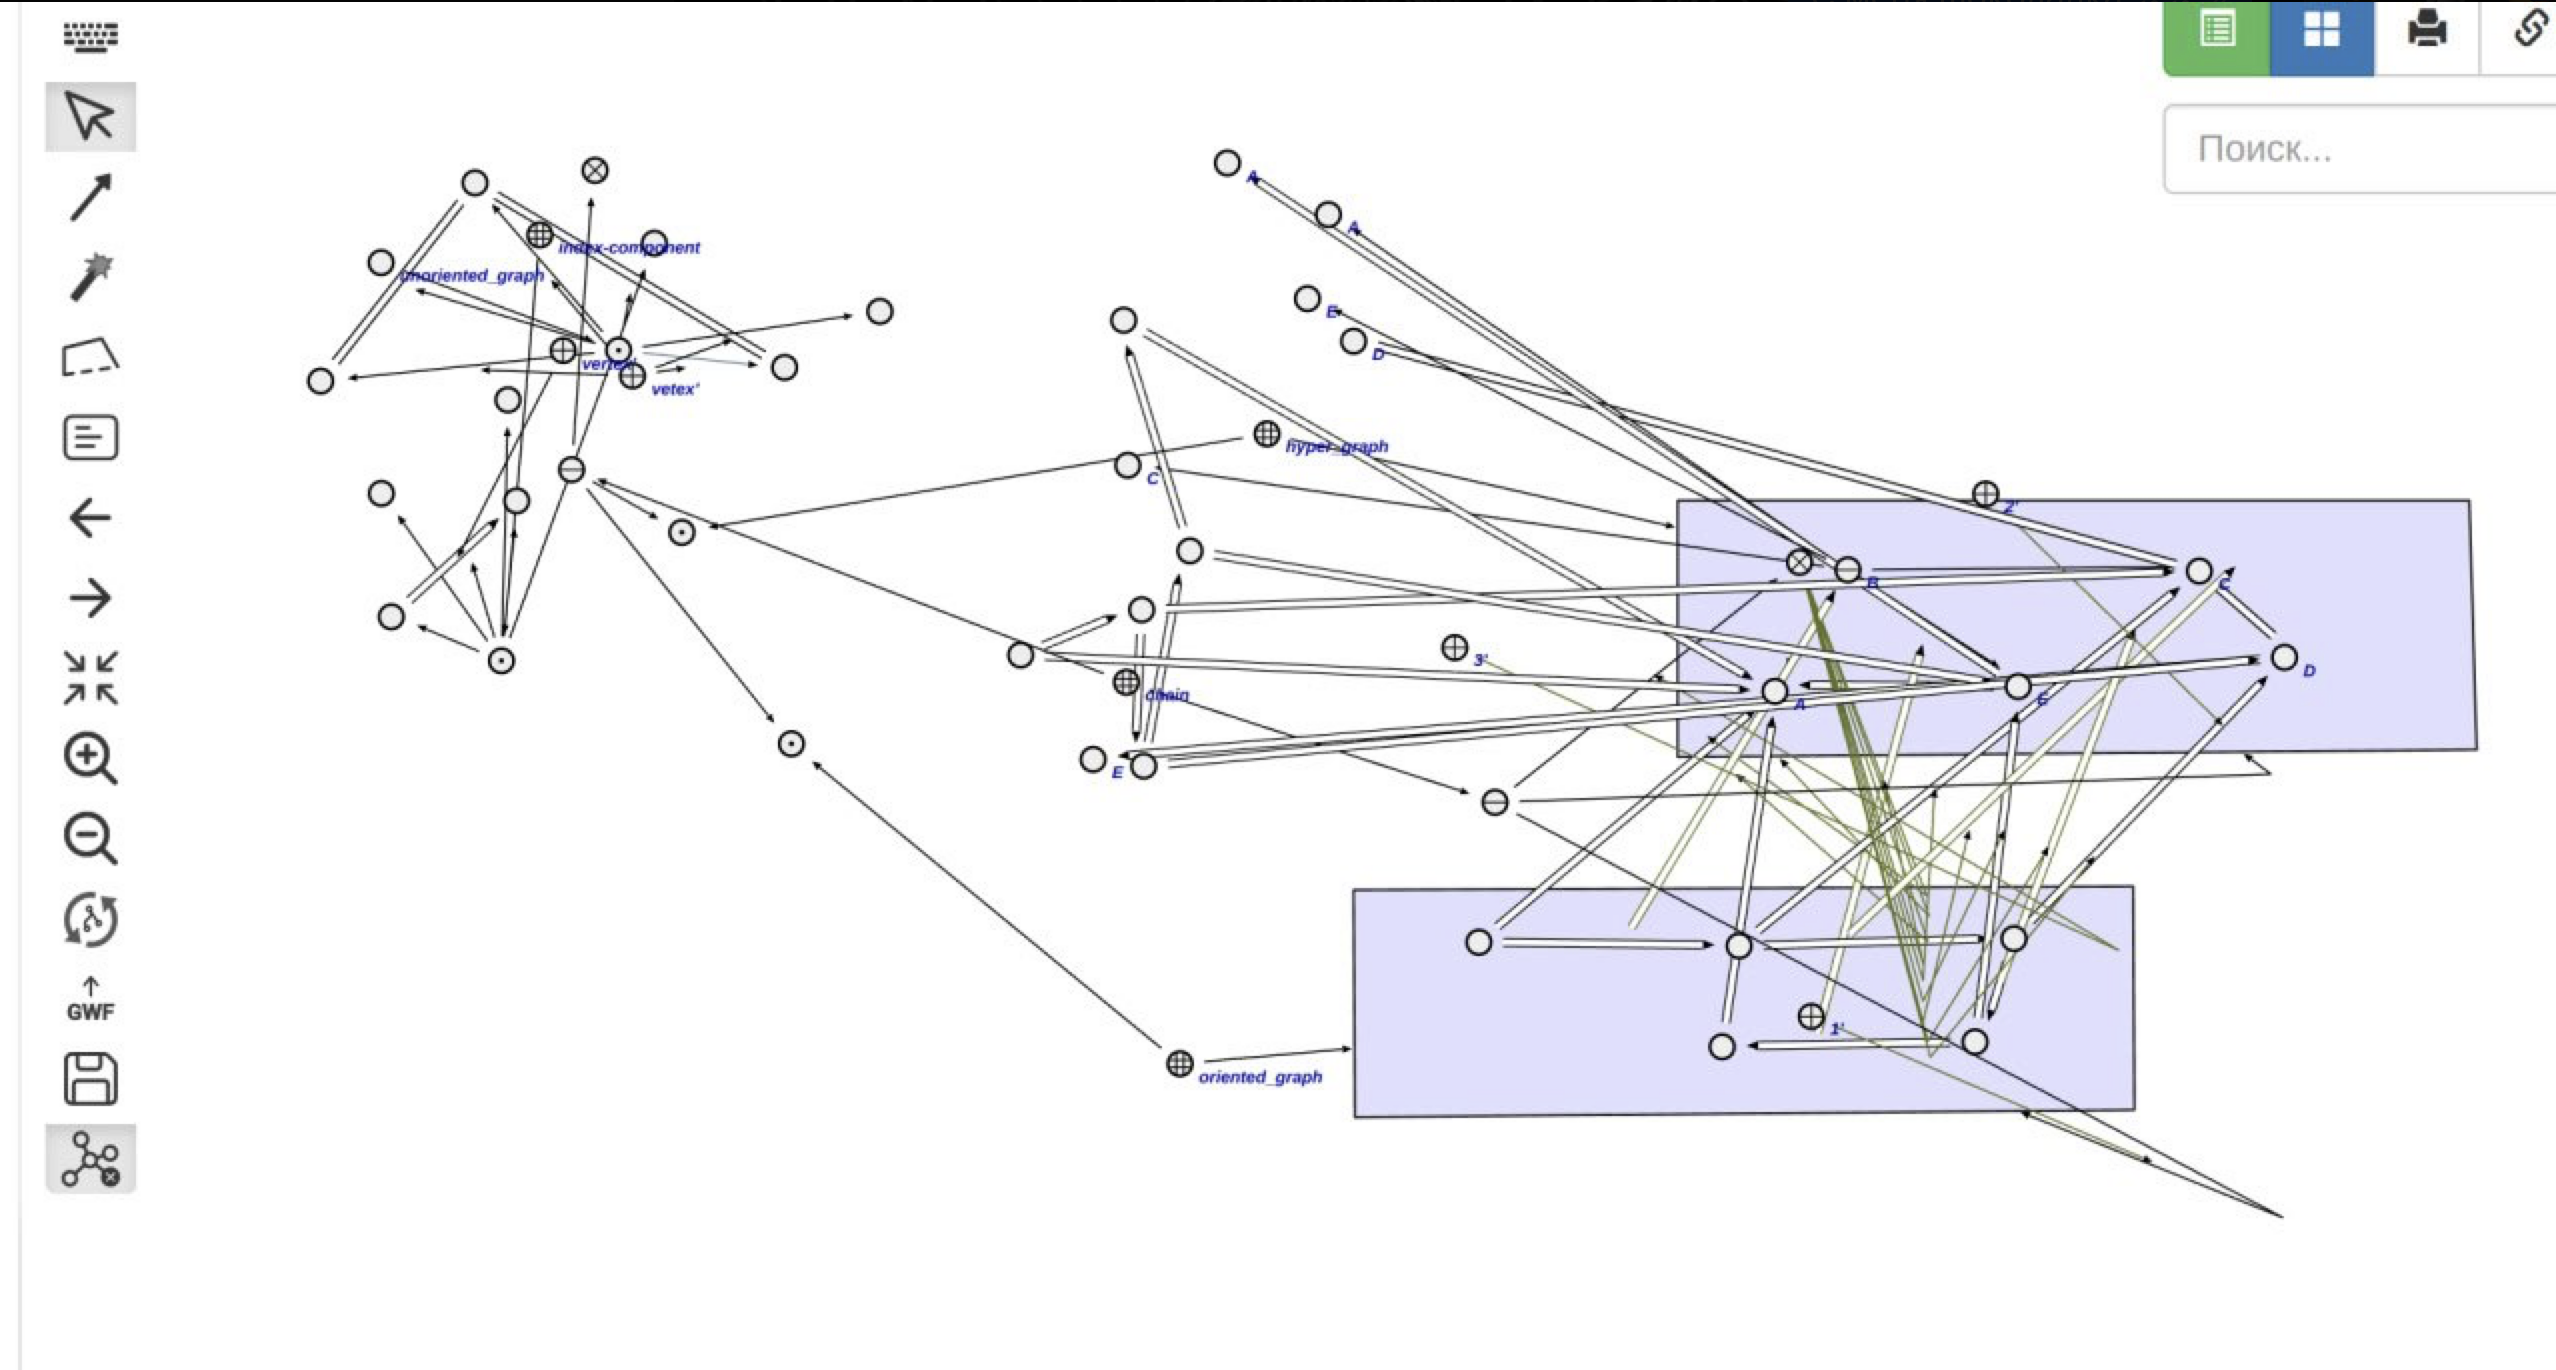 Поиск...
A
A
index-component
unoriented_graph
E
D
vertex'
vetex'
hyper_graph
C
2'
B
C
3'
D
chain
A
E
E
GWF
1'
oriented_graph